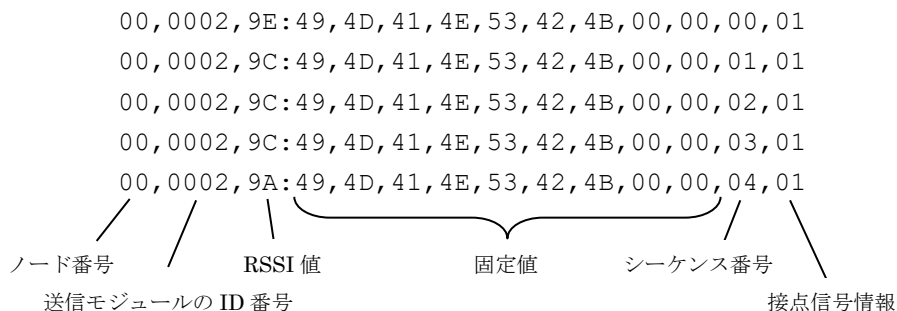 00,0002,9E:49,4D,41,4E,53,42,4B,00,00,00,01
00,0002,9C:49,4D,41,4E,53,42,4B,00,00,01,01
00,0002,9C:49,4D,41,4E,53,42,4B,00,00,02,01
00,0002,9C:49,4D,41,4E,53,42,4B,00,00,03,01
00,0002,9A:49,4D,41,4E,53,42,4B,00,00,04,01
ノード番号 RSSI 値 固定値 シーケンス番号
送信モジュールの ID 番号 接点信号情報